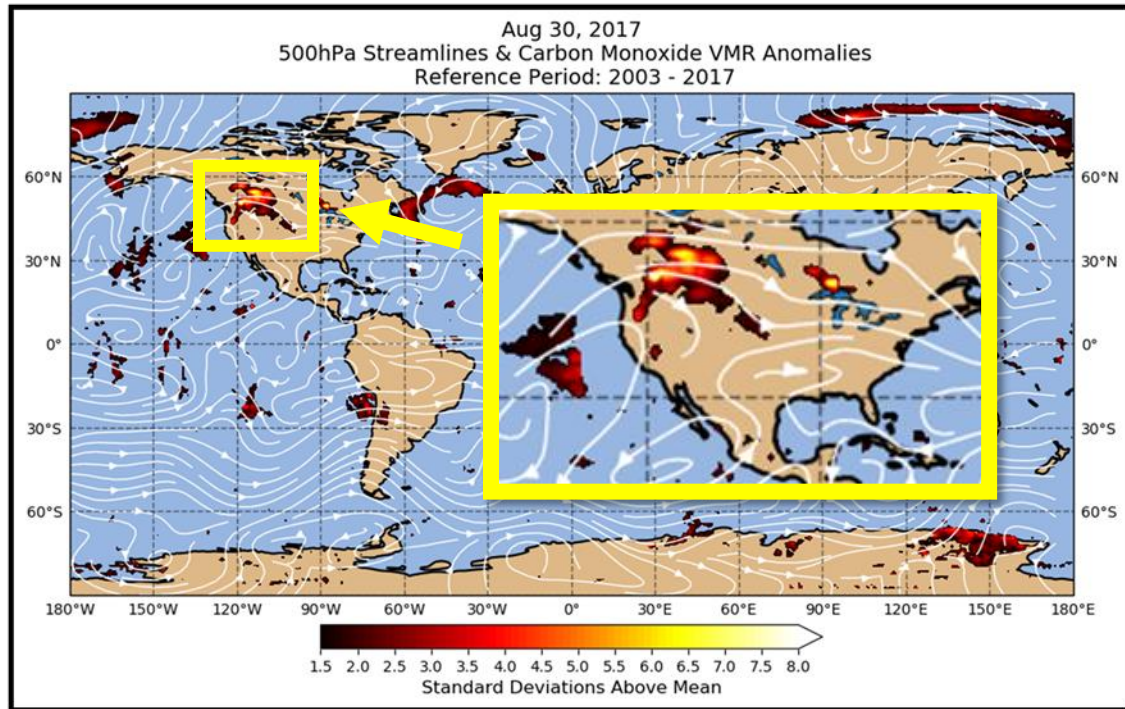 Aug 30, 2017
500hPa Streamlines & Carbon Monoxide VMR Anomalies
Reference Period: 2003 - 2017
60°N 60°N
30°N 30°N
0° 0°
30°S 30°S
60°S 60°S
180°W 150°W 120°W 90°W 60°W 30°W 0° 30°E 60°E 90°E 120°E 150°E 180°E
1.5 2.0 2.5 3.0 3.5 4.0 4.5 5.0 5.5 6.0 6.5 7.0 7.5 8.0
Standard Deviations Above Mean